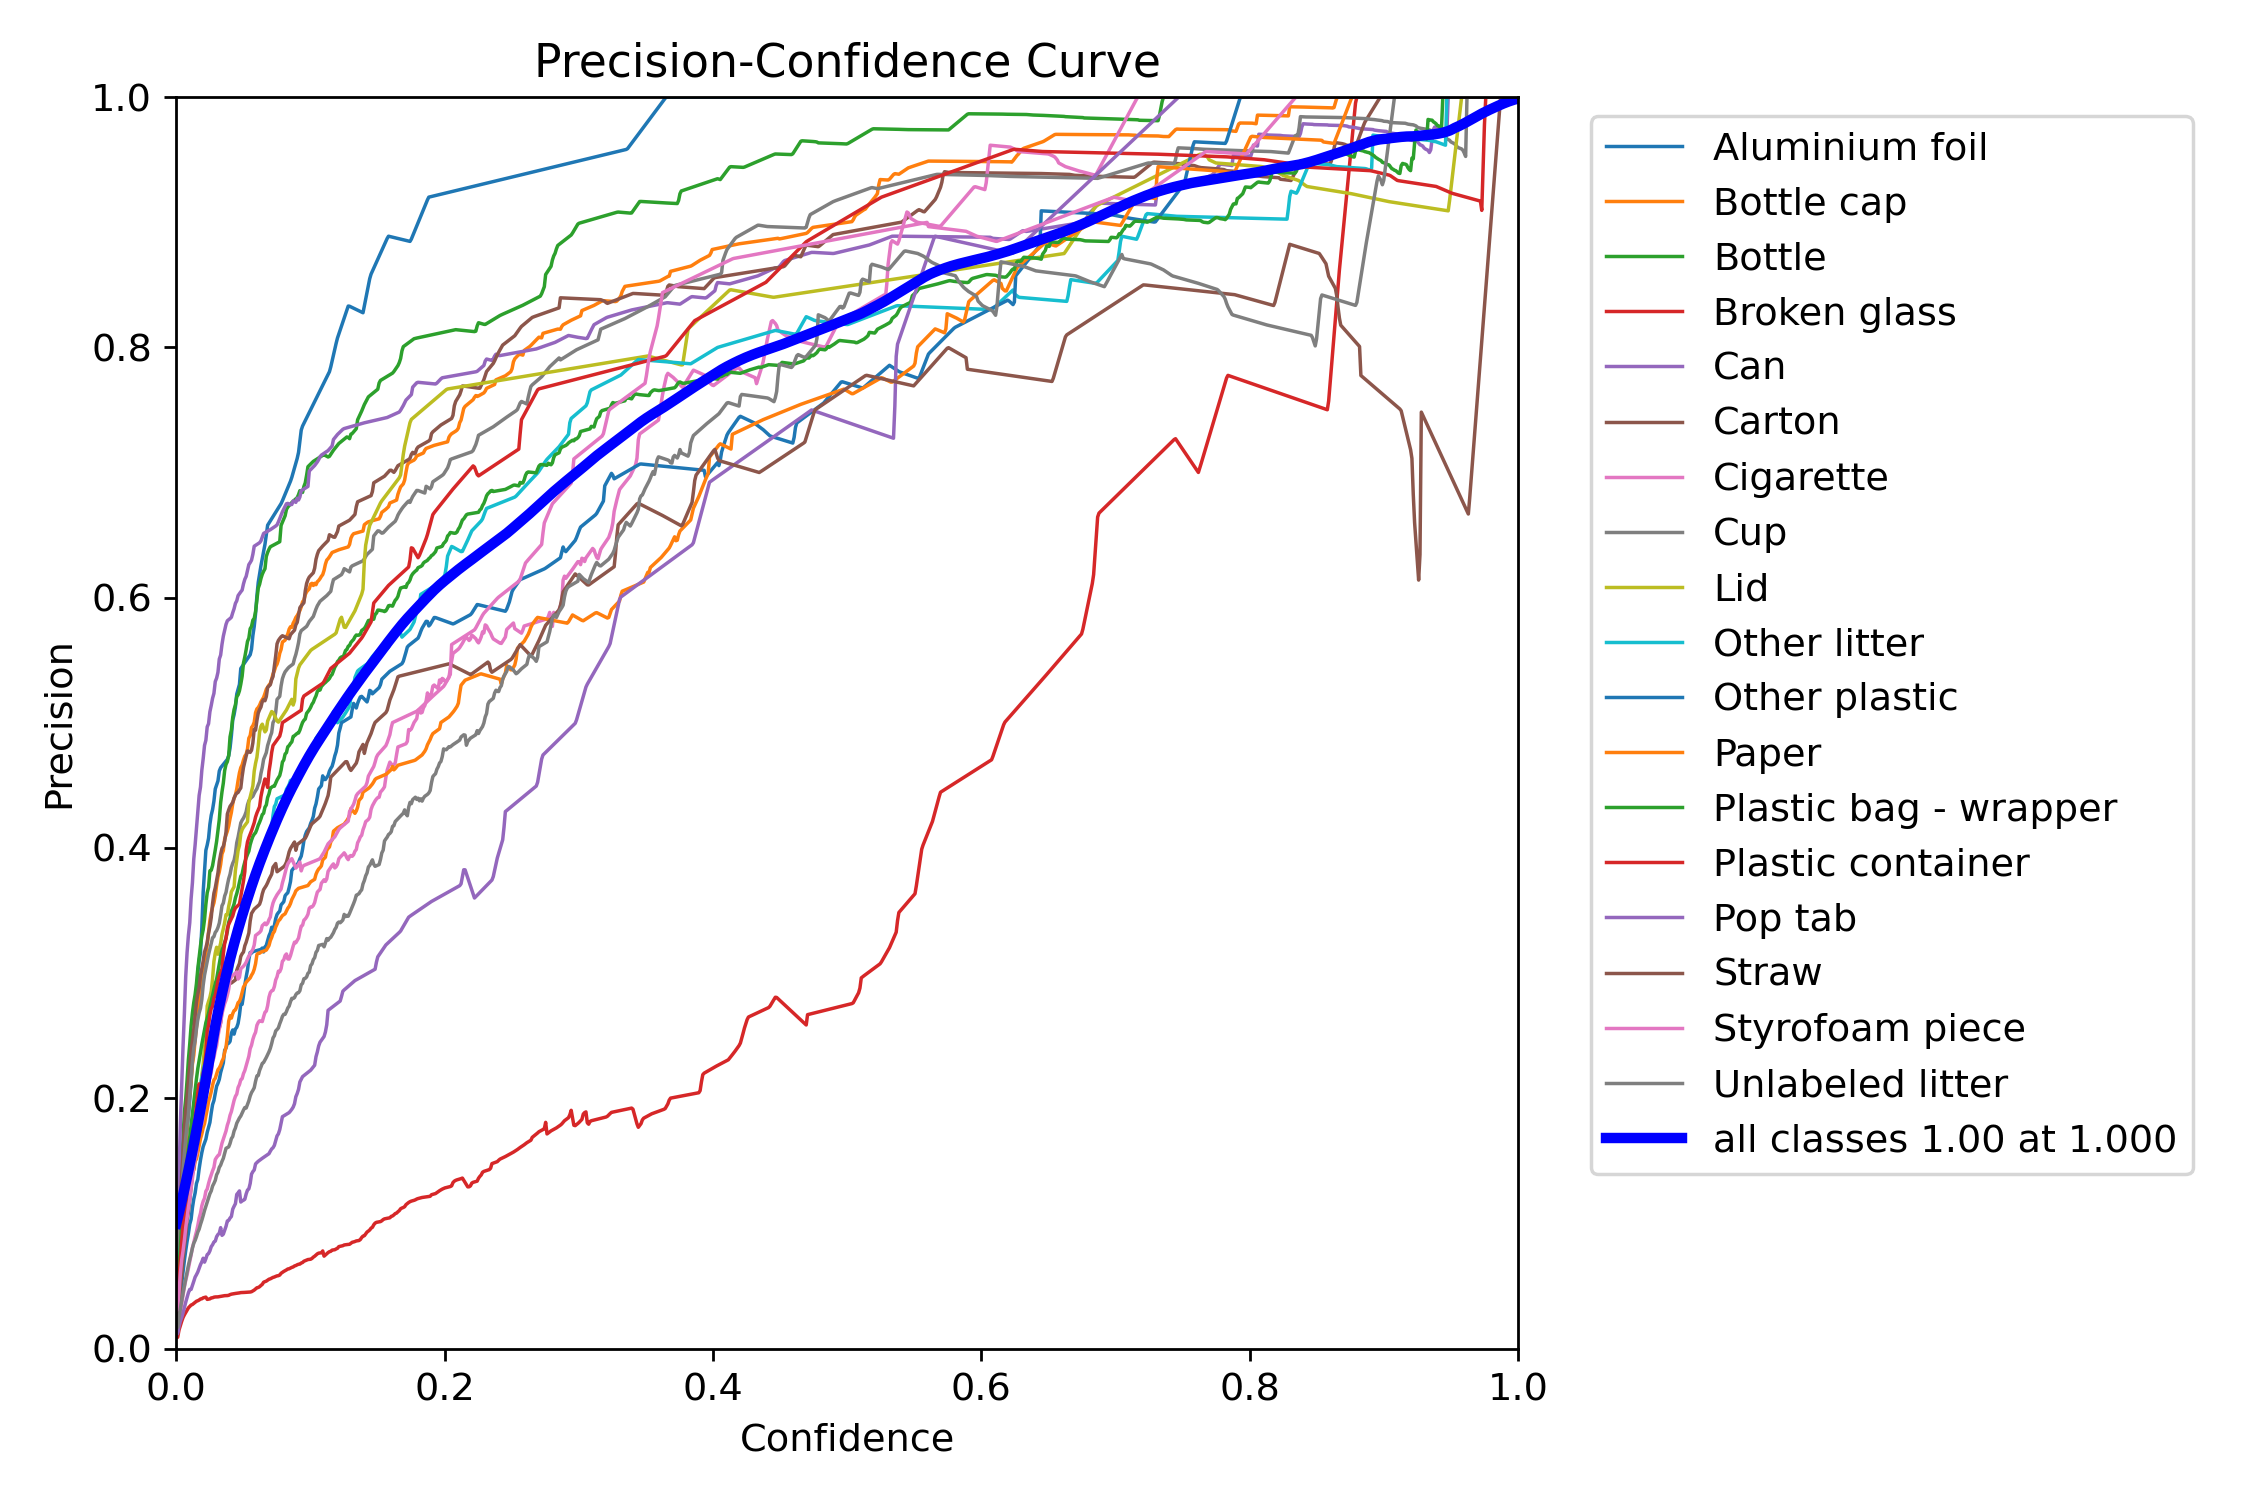 Precision-Confidence Curve
1.0
0.8
0.6
0.4
0.2
0.0
Precision
0.0 0.2 0.4 0.6 0.8 1.0
Confidence
Aluminium foil
Bottle cap
Bottle
Broken glass
Can
Carton
Cigarette
Cup
Lid
Other litter
Other plastic
Paper
Plastic bag - wrapper
Plastic container
Pop tab
Straw
Styrofoam piece
Unlabeled litter
all classes 1.00 at 1.000